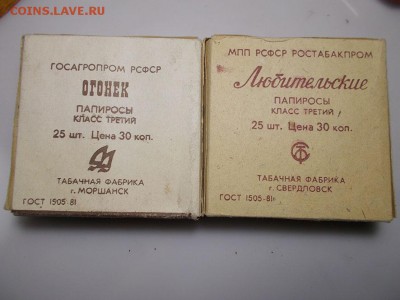 COINS.LAVE.RU
ГОСАГРОПРОМ РСФСР
ОГОНЕК
ПАПИРОСЫ
КЛАСС ТРЕТИЙ
25 шт. Цена 30 коп.
ТАБАЧНАЯ ФАБРИКА
г. МОРШАНСК
ГОСТ 1505-81
МПП РСФСР РОСТАБАКПРОМ
Любительские
ПАПИРОСЫ
КЛАСС ТРЕТИЙ
25 шт. Цена 30 коп.
ТАБАЧНАЯ ФАБРИКА
г. СВЕРДЛОВСК
ГОСТ 1505-81